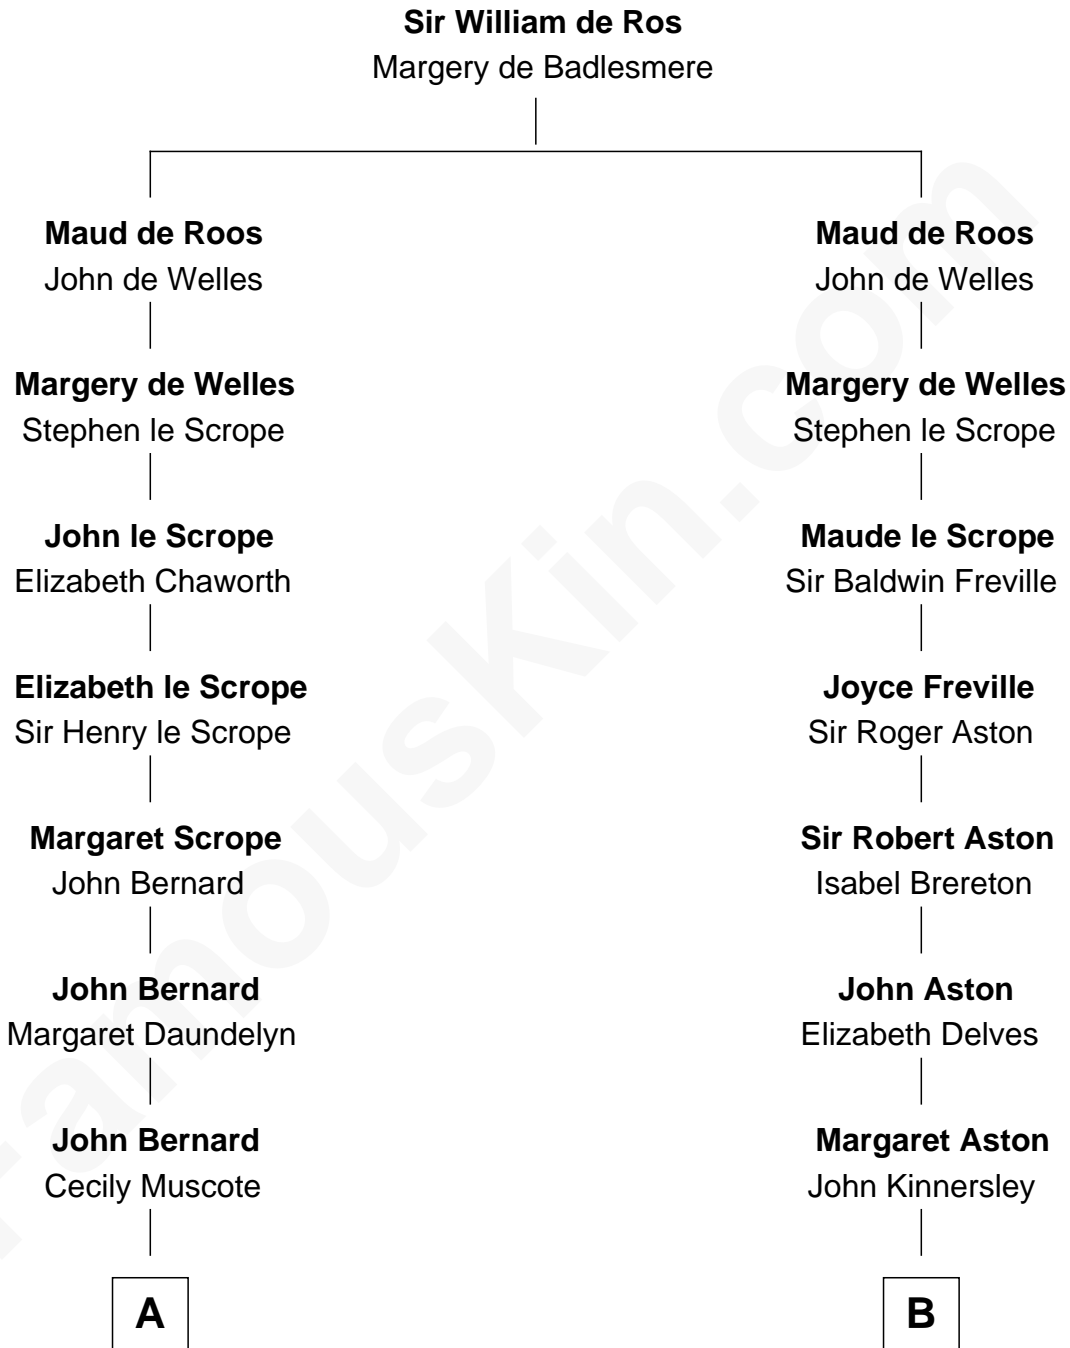 Sir William de Ros
Margery de Badlesmere
Maud de Roos
John de Welles
Margery de Welles
Stephen le Scrope
John le Scrope
Elizabeth Chaworth
Elizabeth le Scrope
Sir Henry le Scrope
Margaret Scrope
John Bernard
John Bernard
Margaret Daundelyn
John Bernard
Cecily Muscote
A
Maud de Roos
John de Welles
Margery de Welles
Stephen le Scrope
Maude le Scrope
Sir Baldwin Freville
Joyce Freville
Sir Roger Aston
Sir Robert Aston
Isabel Brereton
John Aston
Elizabeth Delves
Margaret Aston
John Kinnersley
B
FamousKin.com